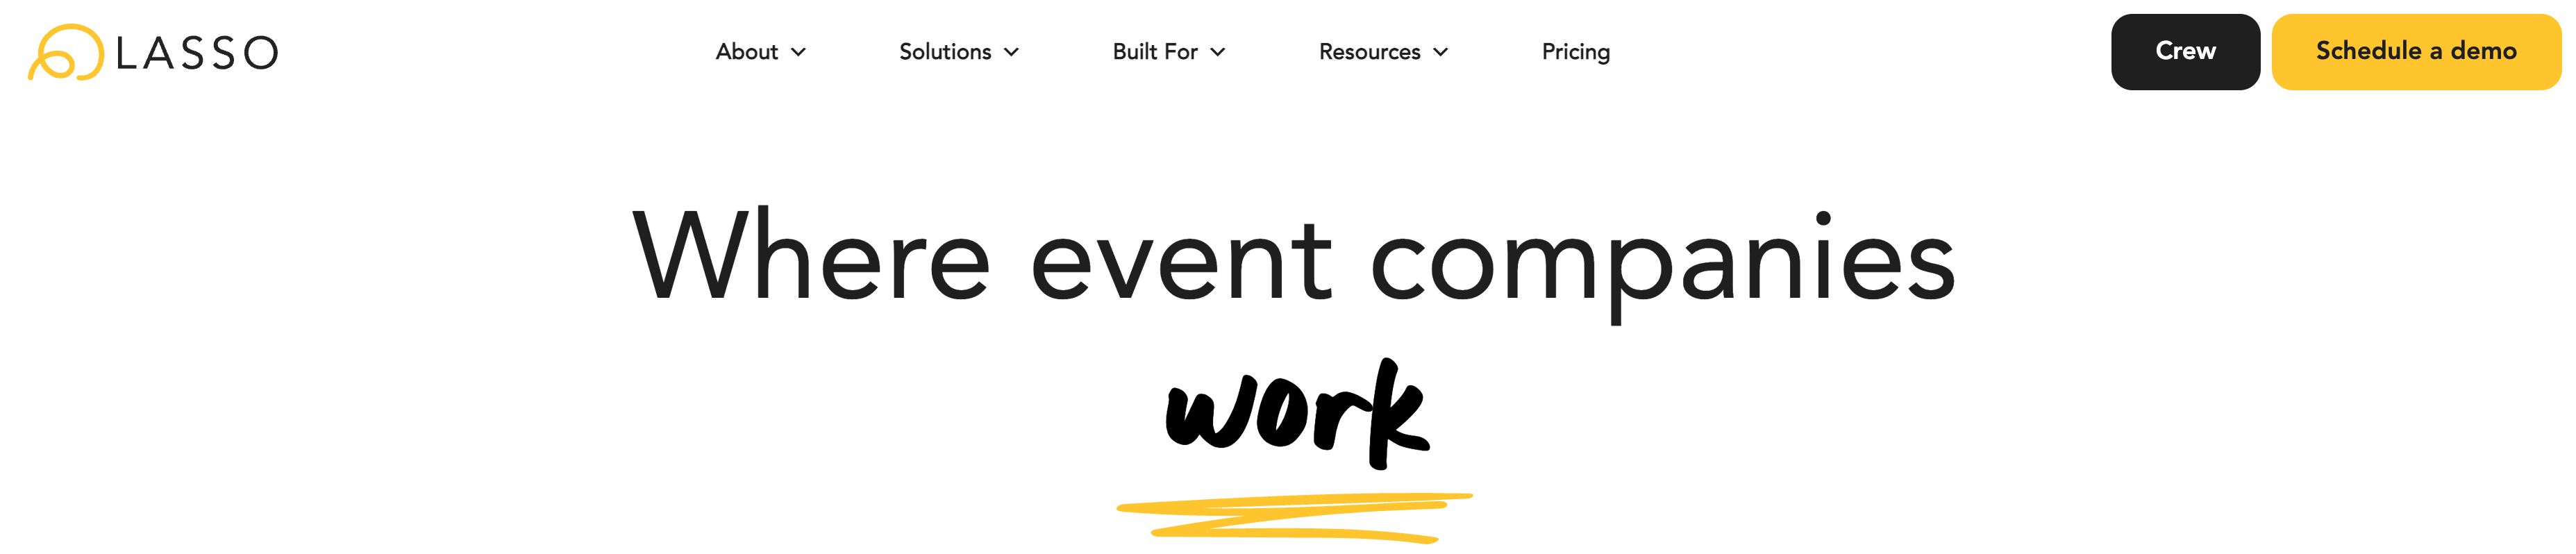 LASSO
About
Solutions
Built For
Resources
Pricing
Crew
Schedule a demo
Where event companies
work